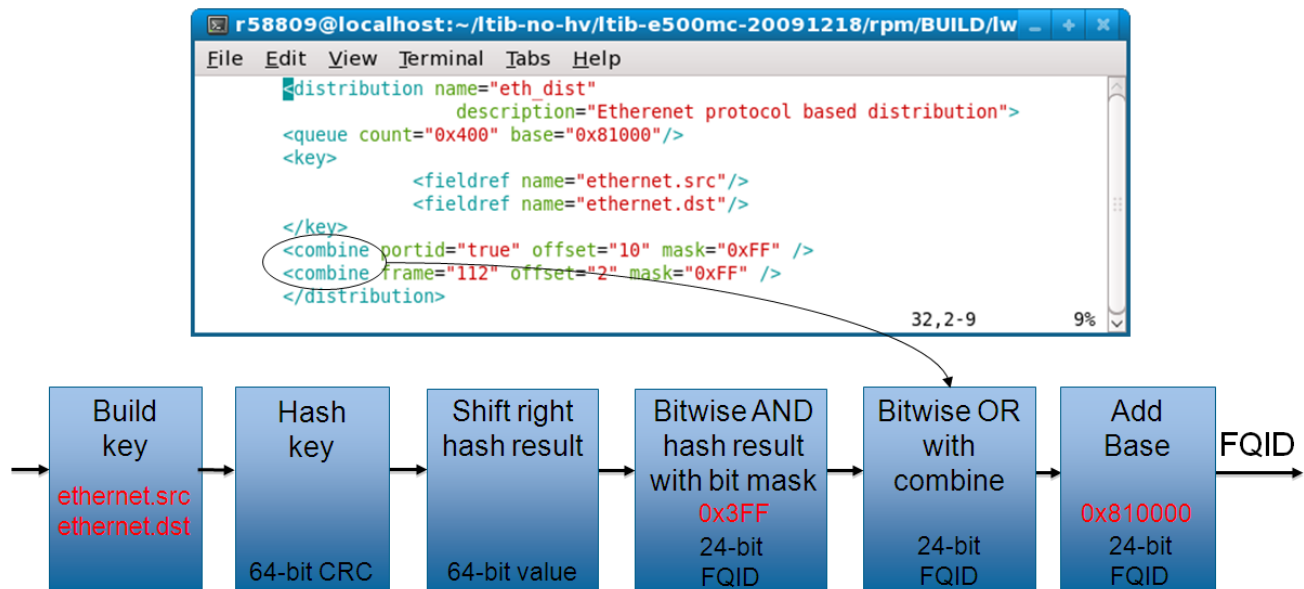 r58809@localhost:~/ltib-no-hv/ltib-e500mc-20091218/rpm/BUILD/lw
File Edit View Terminal Tabs Help
<distribution name="eth_dist"
description="Etherenet protocol based distribution">
<queue count="0x400" base="0x81000"/>
<key>
<fieldref name="ethernet.src"/>
<fieldref name="ethernet.dst"/>
</key>
<combine portid="true" offset="10" mask="0xFF" />
<combine frame="112" offset="2" mask="0xFF" />
</distribution>
32,2-9 9%
Build
key
ethernet.src
ethernet.dst
Hash
key
64-bit CRC
Shift right
hash result
64-bit value
Bitwise AND
hash result
with bit mask
0x3FF
24-bit
FQID
Bitwise OR
with
combine
24-bit
FQID
Add
Base
0x810000
24-bit
FQID
FQID